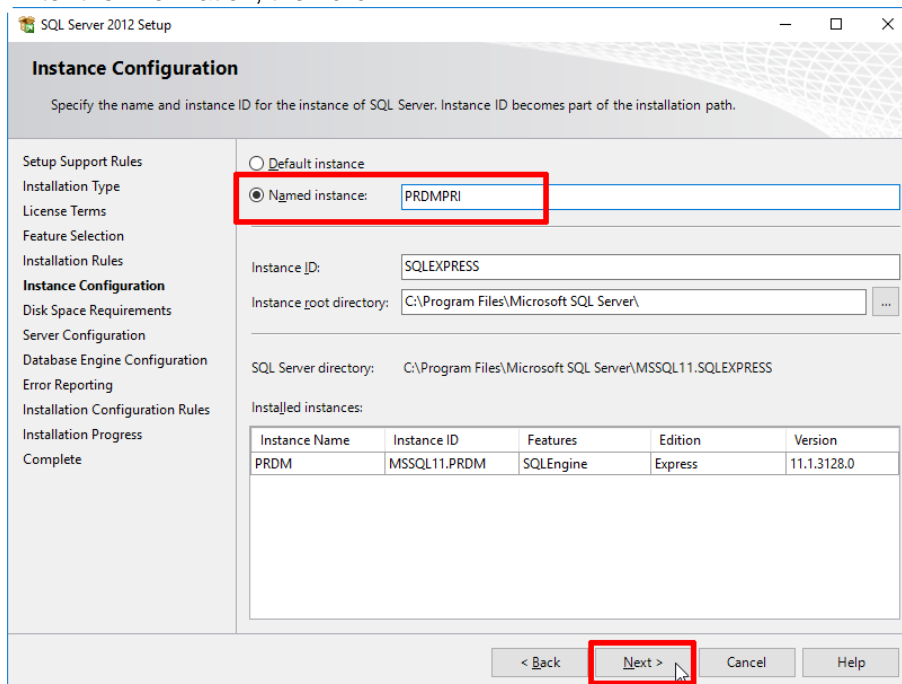 SQL Server 2012 Setup
Instance Configuration
Specify the name and instance ID for the instance of SQL Server. Instance ID becomes part of the installation path.
Setup Support Rules
Installation Type
License Terms
Feature Selection
Installation Rules
Instance Configuration
Disk Space Requirements
Server Configuration
Database Engine Configuration
Error Reporting
Installation Configuration Rules
Installation Progress
Complete
Default instance
Named instance: PRDMPRI
Instance ID: SQLEXPRESS
Instance root directory: C:\Program Files\Microsoft SQL Server\ ...
SQL Server directory: C:\Program Files\Microsoft SQL Server\MSSQL11.SQLEXPRESS
Installed instances:
Instance Name Instance ID Features Edition Version
PRDM MSSQL11.PRDM SQLEngine Express 11.1.3128.0
< Back Next > Cancel Help